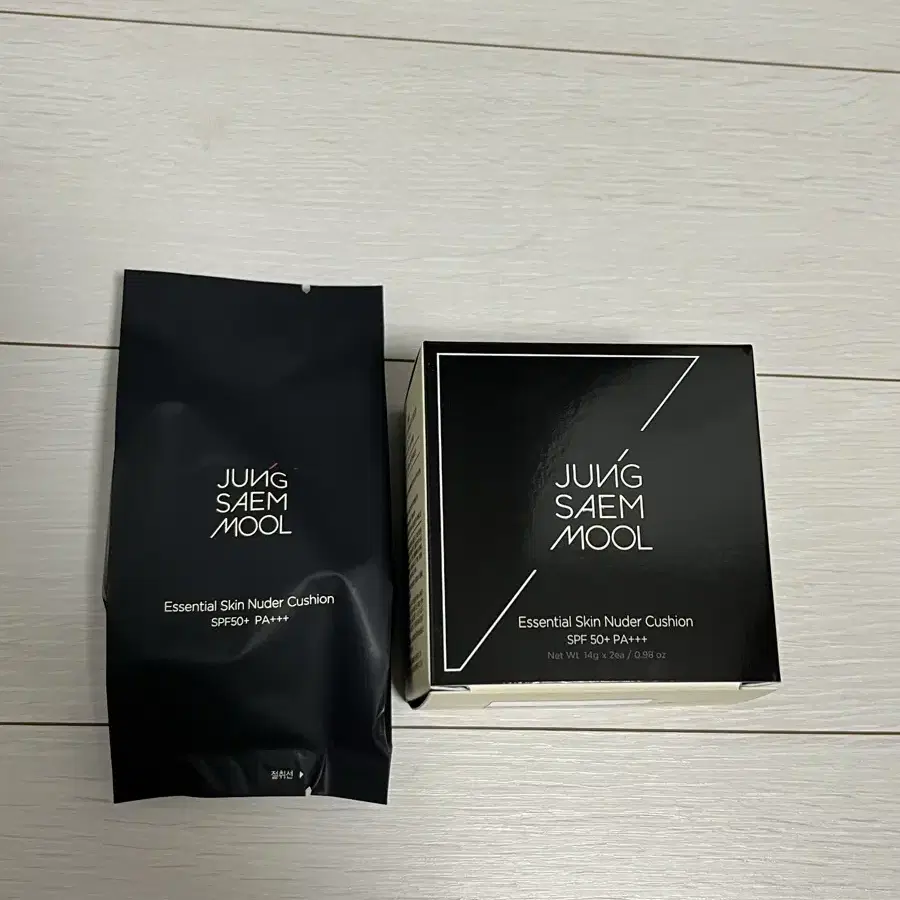 JUNG
SAEM
MOOL
Essential Skin Nuder Cushion
SPF50+ PA+++
절취선
JUNG
SAEM
MOOL
Essential Skin Nuder Cushion
SPF 50+ PA+++
Net Wt. 14g x 2ea / 0.98 oz